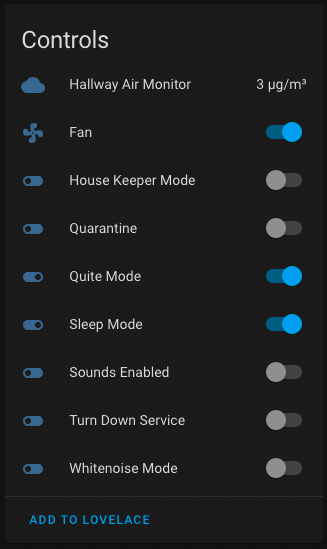 Controls
Hallway Air Monitor 3 µg/m³
Fan
House Keeper Mode
Quarantine
Quite Mode
Sleep Mode
Sounds Enabled
Turn Down Service
Whitenoise Mode
ADD TO LOVELACE